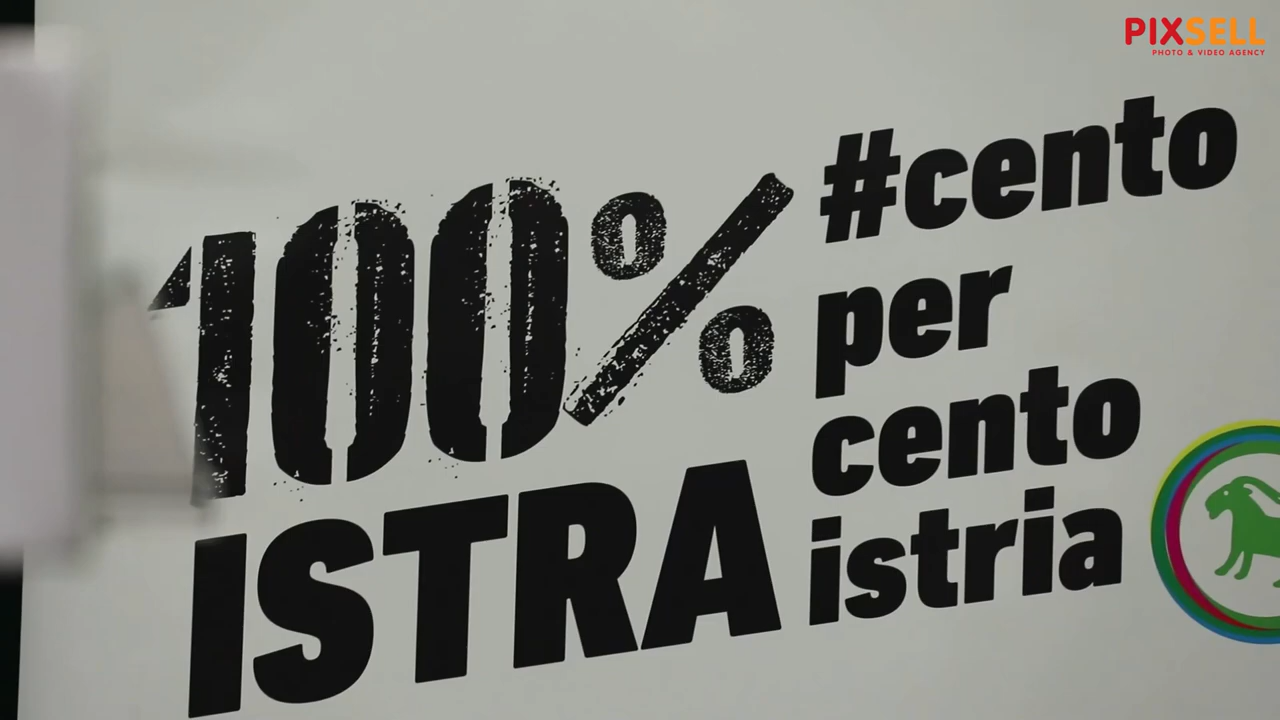 PIXSELL
PHOTO & VIDEO AGENCY
100%
ISTRA
#cento
per
cento
istria